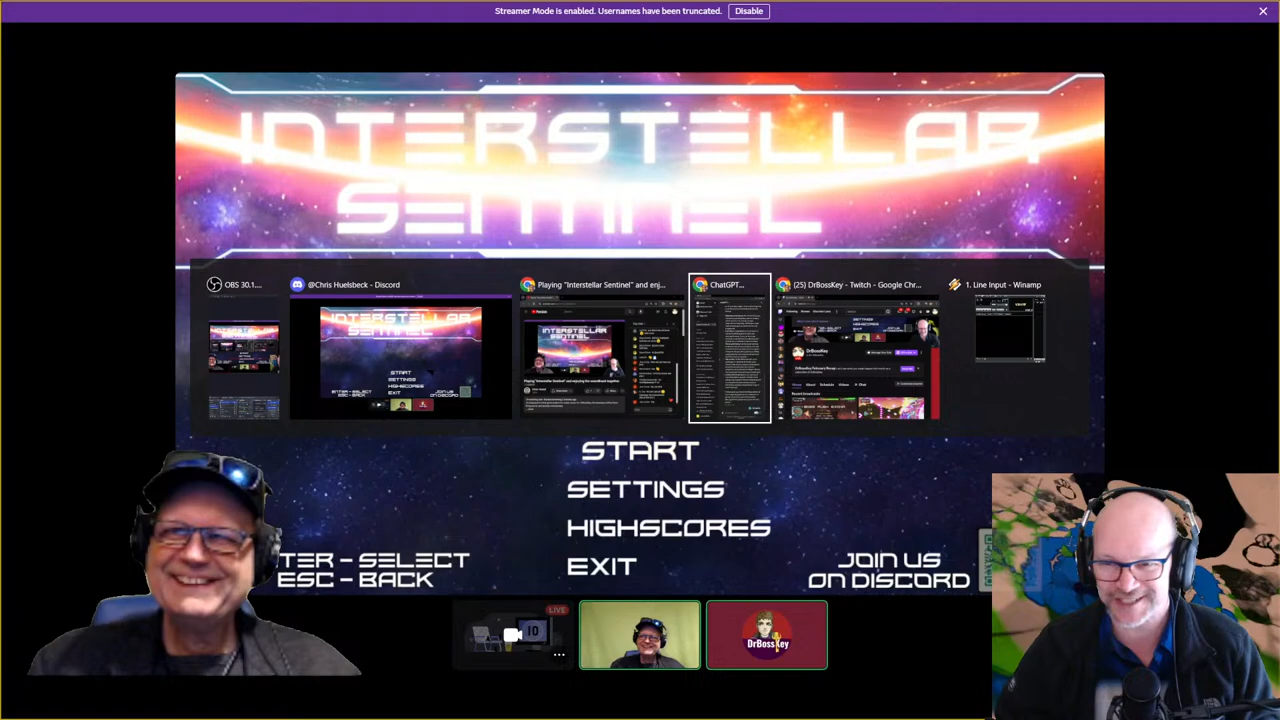 Streamer Mode is enabled. Usernames have been truncated. Disable
INTERSTELLAR
SENTINEL
OBS 30.1....
@Chris Huelsbeck - Discord
Playing "Interstellar Sentinel" and enj...
ChatGPT...
(25) DrBossKey - Twitch - Google Chr...
1. Line Input - Winamp
START
SETTINGS
HIGHSCORES
EXIT
TER - SELECT
ESC - BACK
JOIN US
ON DISCORD
LIVE
DrBossKey